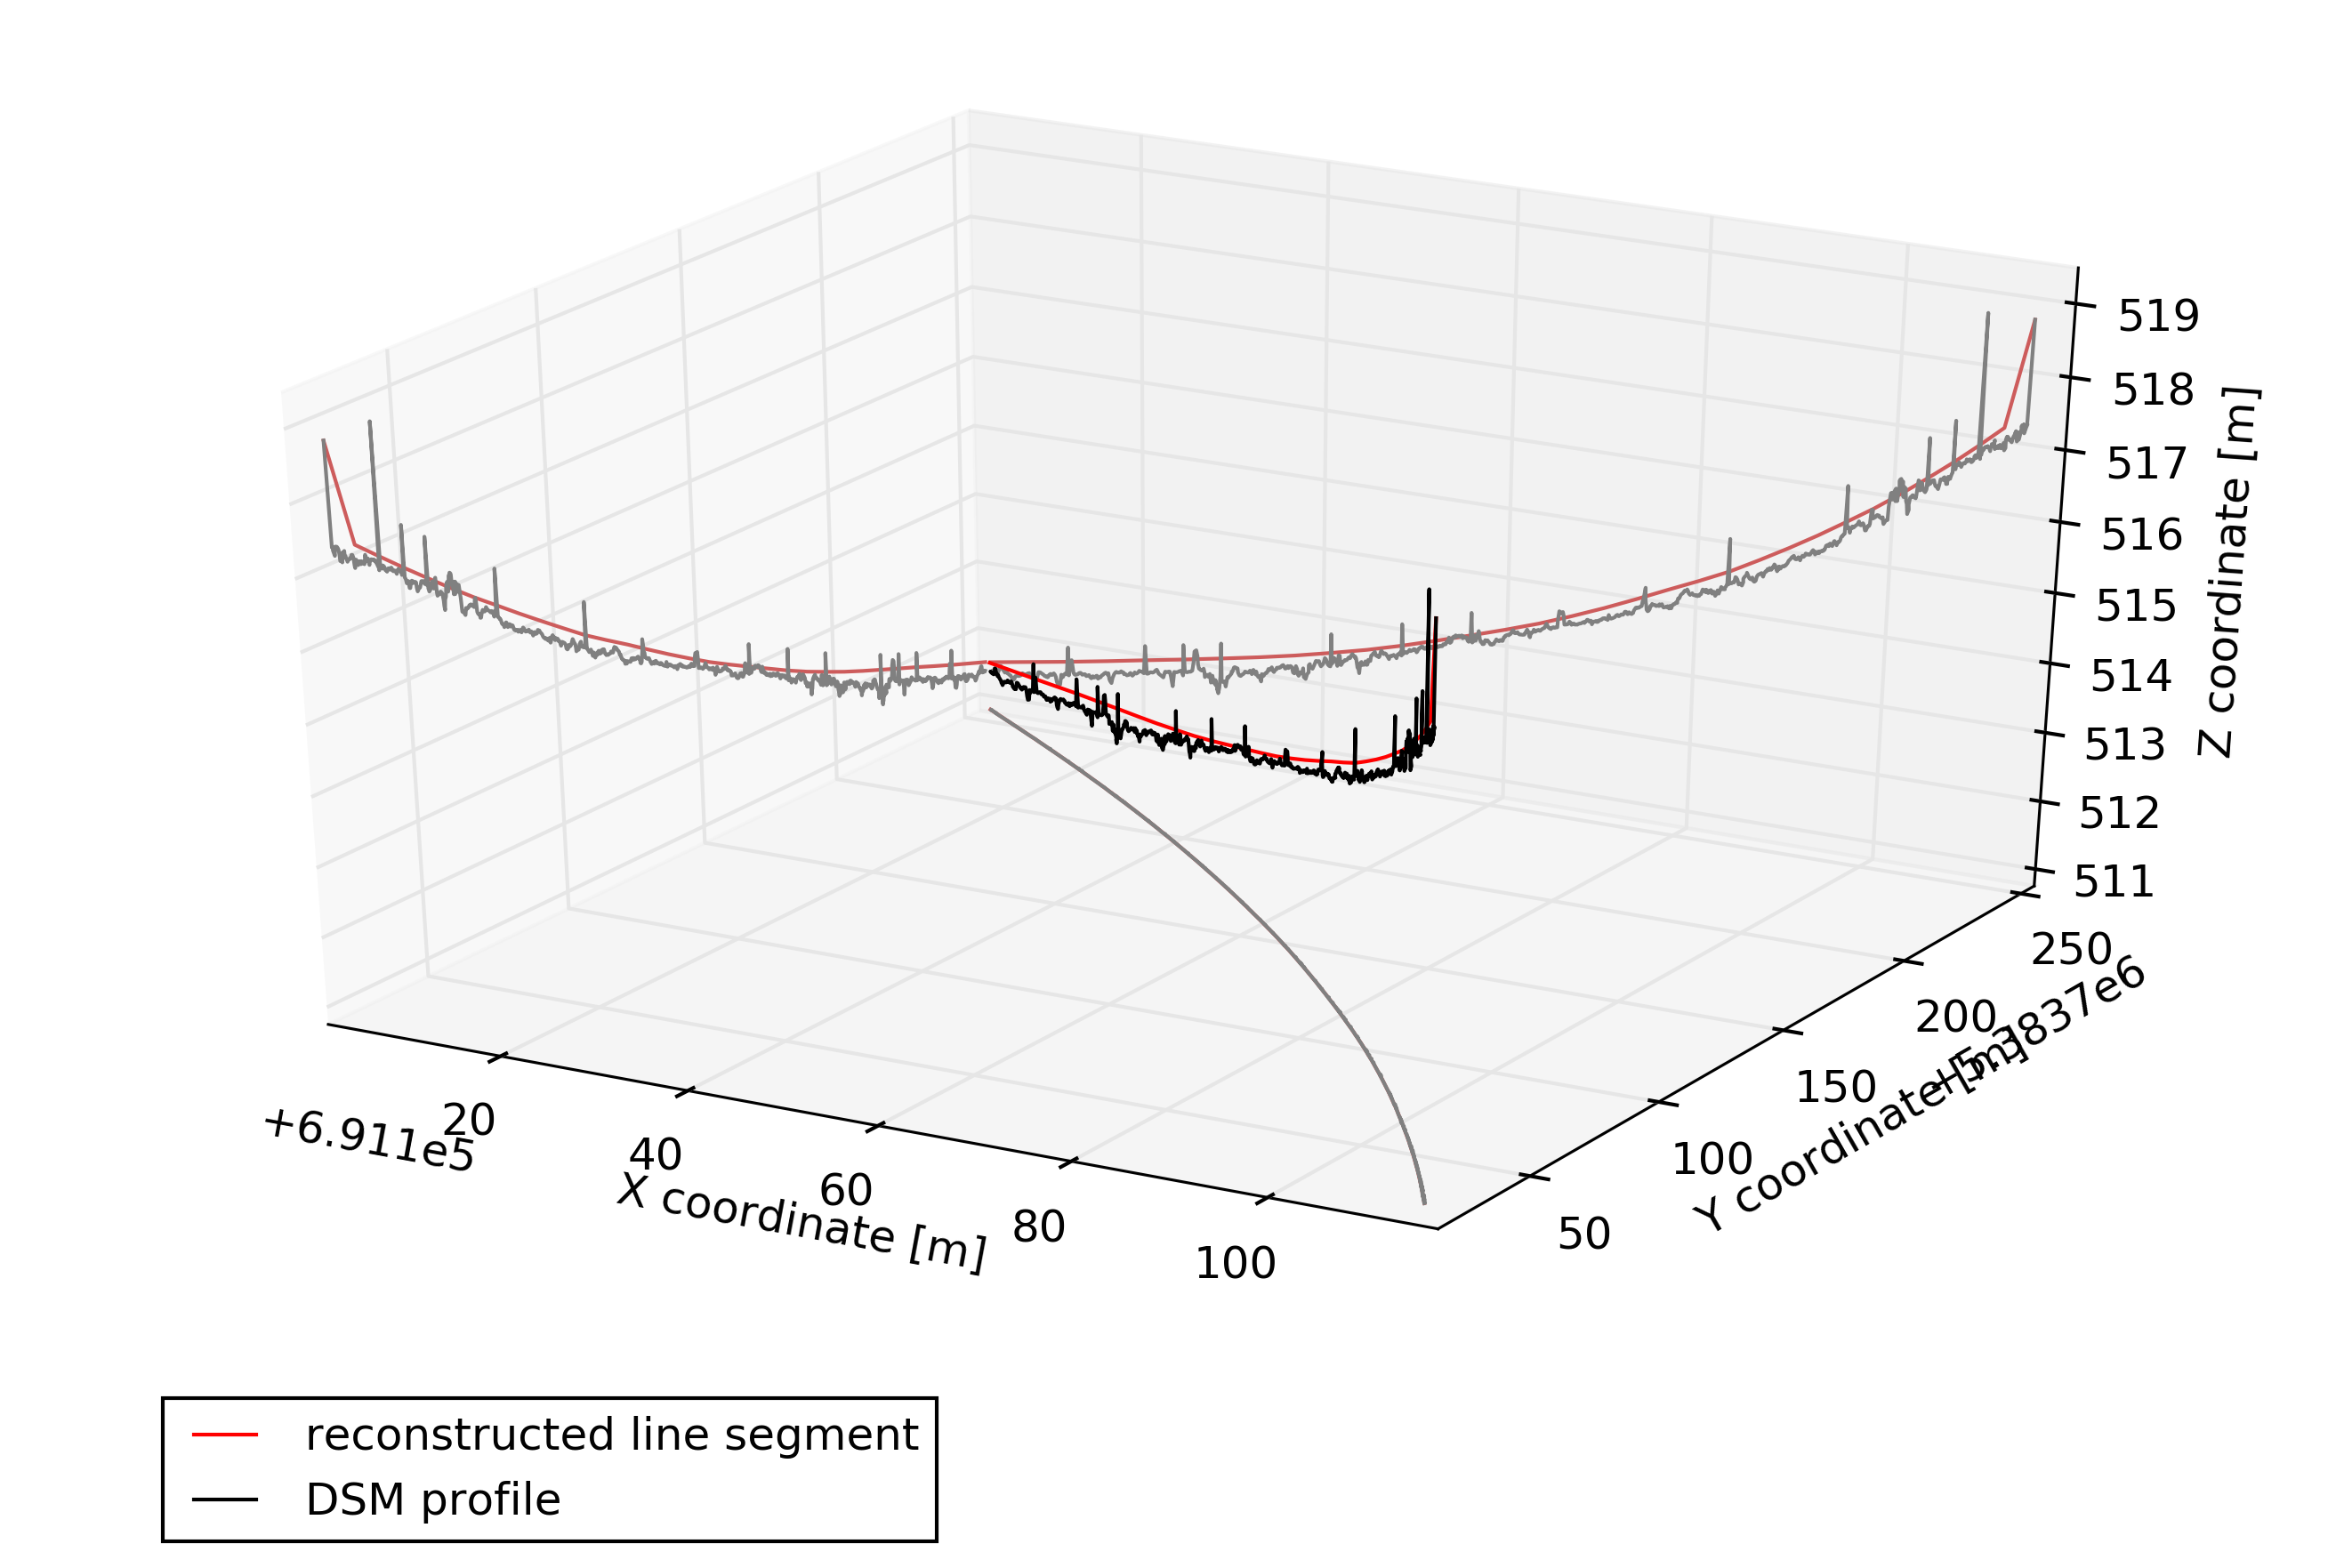 519
518
517
516
515
514
513
512
511
Z coordinate [m]
250
200
150
100
50
+5.3837e6
Y coordinate [m]
+6.911e5
20
40
60
80
100
X coordinate [m]
reconstructed line segment
DSM profile